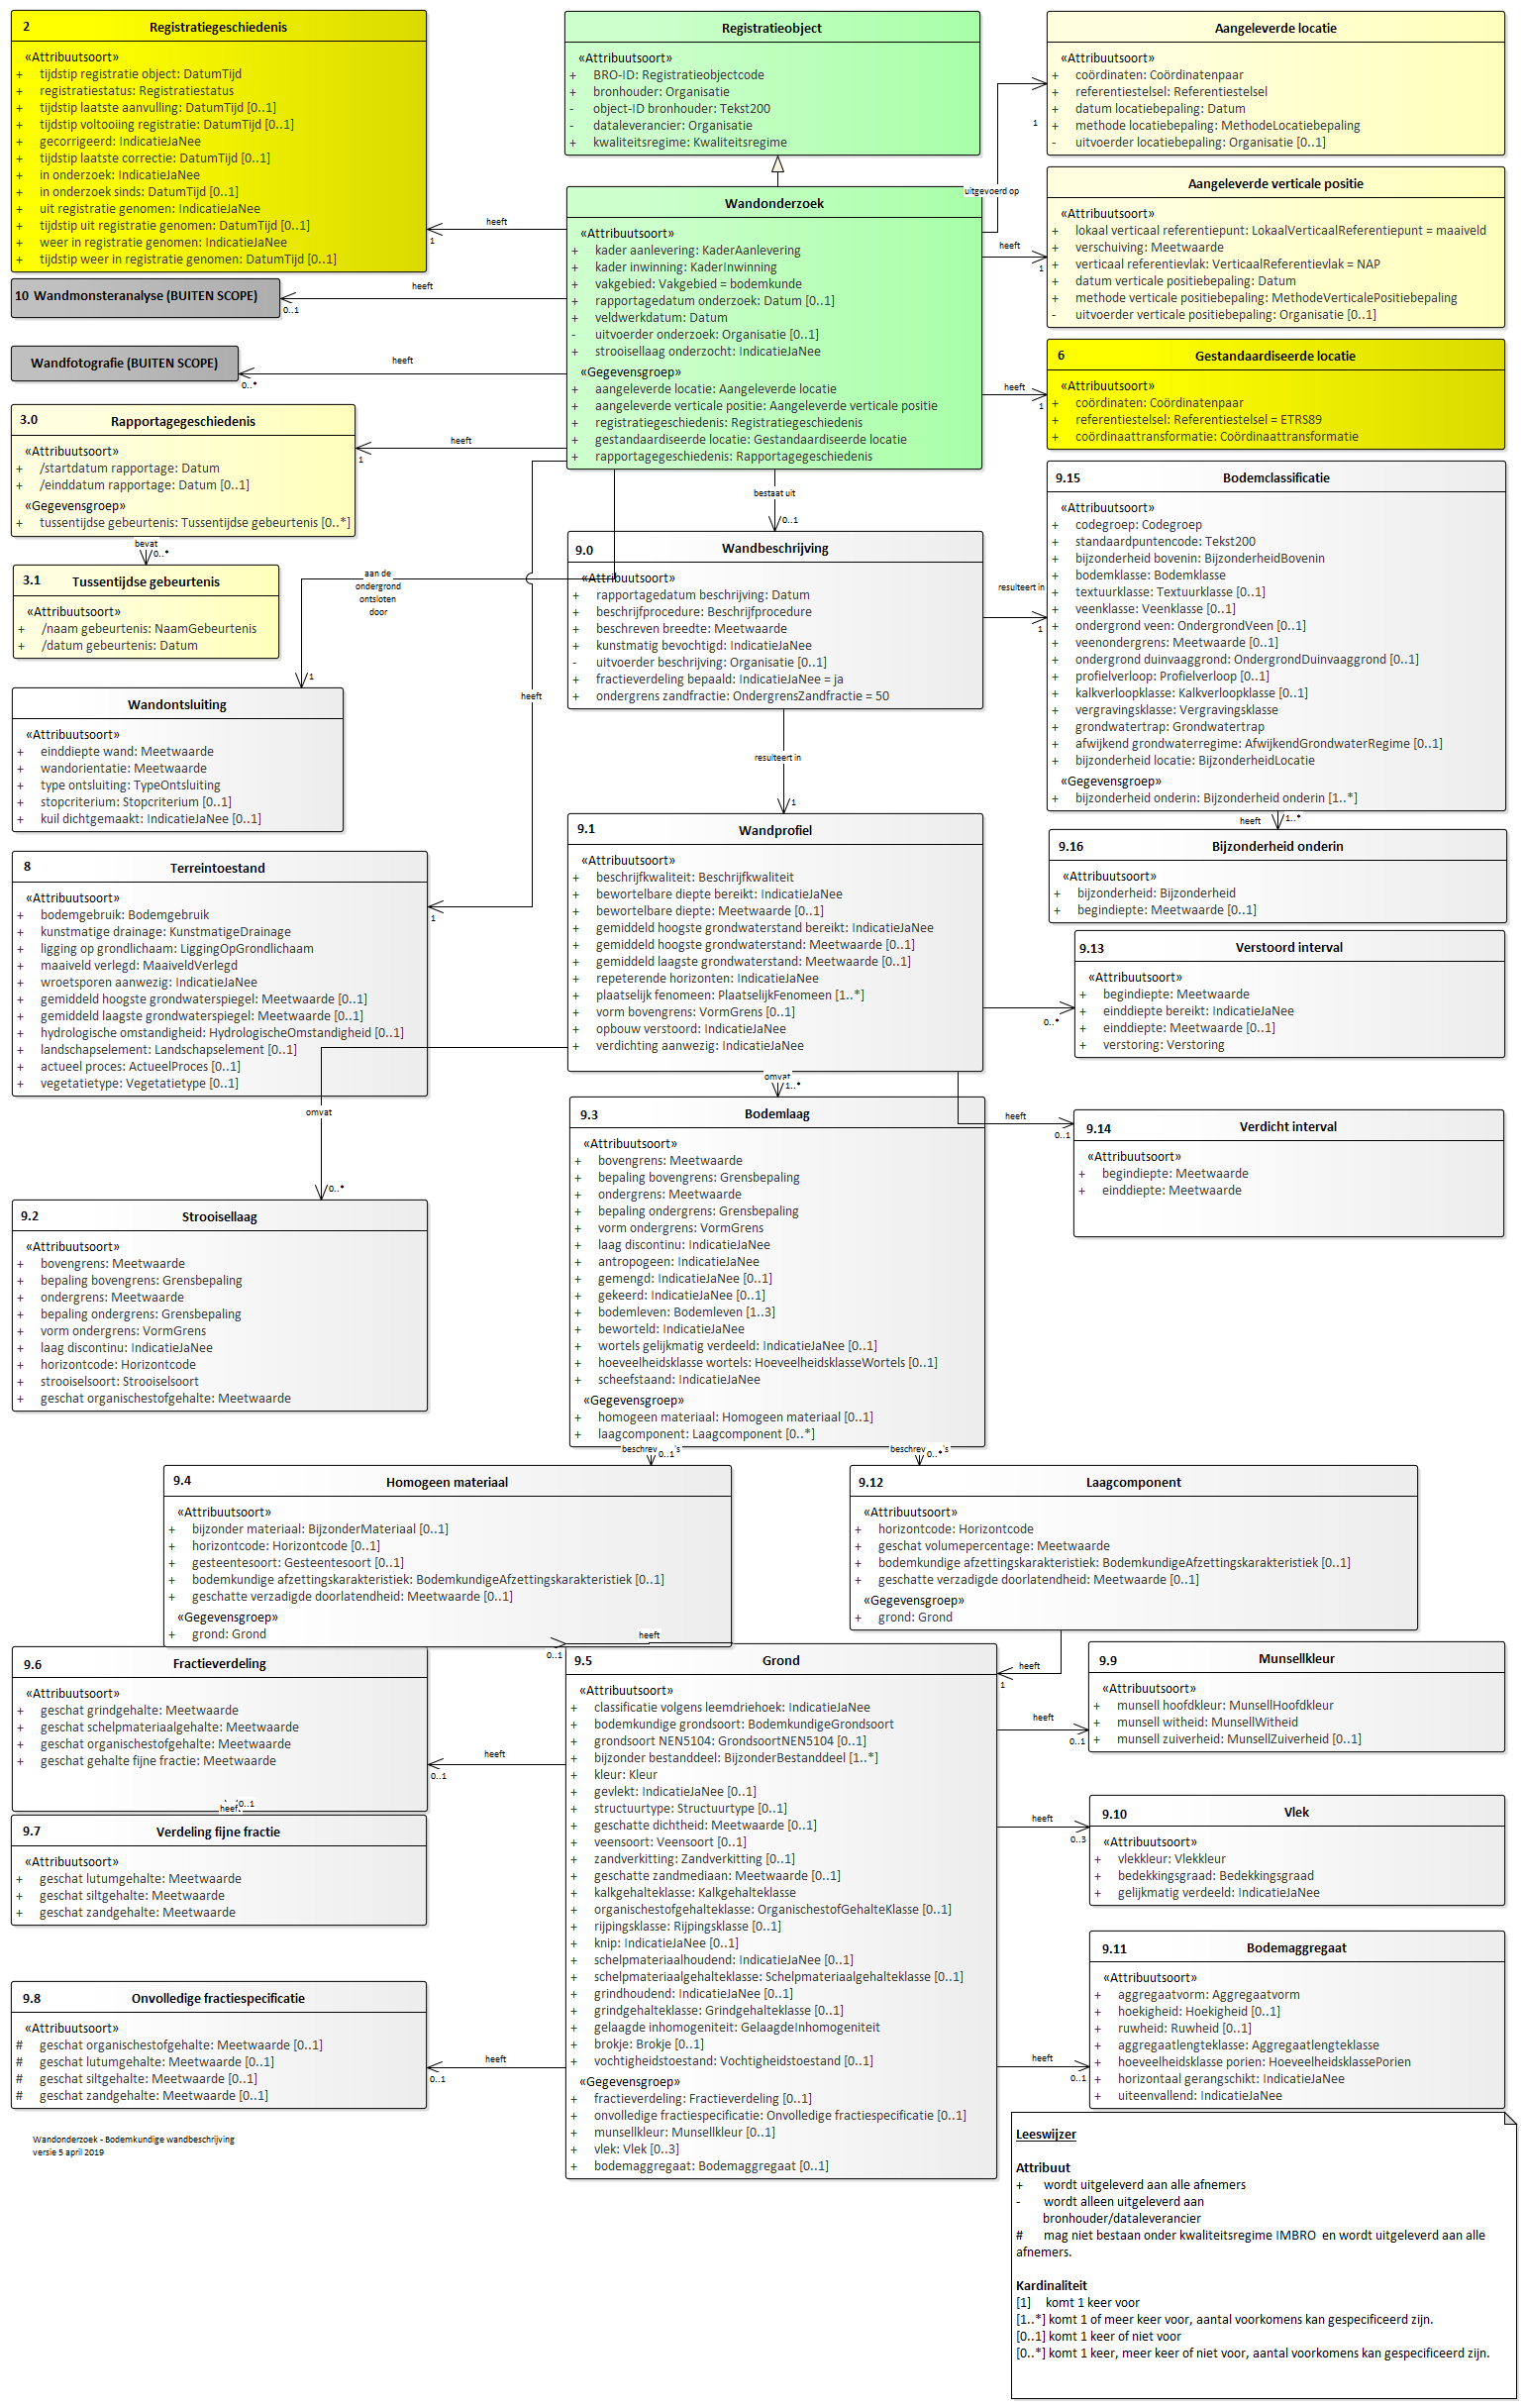 2 Registratiegeschiedenis
«Attribuutsoort»
+ tijdstip registratie object: DatumTijd
+ registratiestatus: Registratiestatus
+ tijdstip laatste aanvulling: DatumTijd [0..1]
+ tijdstip voltooiing registratie: DatumTijd [0..1]
+ gecorrigeerd: IndicatieJaNee
+ tijdstip laatste correctie: DatumTijd [0..1]
+ in onderzoek: IndicatieJaNee
+ in onderzoek sinds: DatumTijd [0..1]
+ uit registratie genomen: IndicatieJaNee
+ tijdstip uit registratie genomen: DatumTijd [0..1]
+ weer in registratie genomen: IndicatieJaNee
+ tijdstip weer in registratie genomen: DatumTijd [0..1]
Registratieobject
«Attribuutsoort»
+ BRO-ID: Registratieobjectcode
+ bronhouder: Organisatie
- object-ID bronhouder: Tekst200
- dataleverancier: Organisatie
+ kwaliteitsregime: Kwaliteitsregime
Aangeleverde locatie
«Attribuutsoort»
+ coördinaten: Coördinatenpaar
+ referentiestelsel: Referentiestelsel
+ datum locatiebepaling: Datum
+ methode locatiebepaling: MethodeLocatiebepaling
- uitvoerder locatiebepaling: Organisatie [0..1]
1
uitgevoerd op
Wandonderzoek
«Attribuutsoort»
+ kader aanlevering: KaderAanlevering
+ kader inwinning: KaderInwinning
+ vakgebied: Vakgebied = bodemkunde
+ rapportagedatum onderzoek: Datum [0..1]
+ veldwerkdatum: Datum
- uitvoerder onderzoek: Organisatie [0..1]
+ strooisellaag onderzocht: IndicatieJaNee
«Gegevensgroep»
+ aangeleverde locatie: Aangeleverde locatie
+ aangeleverde verticale positie: Aangeleverde verticale positie
+ registratiegeschiedenis: Registratiegeschiedenis
+ gestandaardiseerde locatie: Gestandaardiseerde locatie
+ rapportagegeschiedenis: Rapportagegeschiedenis
Aangeleverde verticale positie
«Attribuutsoort»
+ lokaal verticaal referentiepunt: LokaalVerticaalReferentiepunt = maaiveld
+ verschuiving: Meetwaarde
+ verticaal referentievlak: VerticaalReferentievlak = NAP
+ datum verticale positiebepaling: Datum
+ methode verticale positiebepaling: MethodeVerticalePositiebepaling
- uitvoerder verticale positiebepaling: Organisatie [0..1]
heeft
1
heeft
1
10 Wandmonsteranalyse (BUITEN SCOPE)
heeft
0..1
Wandfotografie (BUITEN SCOPE)
heeft
0..*
6 Gestandaardiseerde locatie
«Attribuutsoort»
+ coördinaten: Coördinatenpaar
+ referentiestelsel: Referentiestelsel = ETRS89
+ coördinaattransformatie: Coördinaattransformatie
heeft
1
3.0 Rapportagegeschiedenis
«Attribuutsoort»
+ /startdatum rapportage: Datum
+ /einddatum rapportage: Datum [0..1]
«Gegevensgroep»
+ tussentijdse gebeurtenis: Tussentijdse gebeurtenis [0..*]
heeft
1
bevat
0..*
3.1 Tussentijdse gebeurtenis
«Attribuutsoort»
+ /naam gebeurtenis: NaamGebeurtenis
+ /datum gebeurtenis: Datum
bestaat uit
0..1
9.0 Wandbeschrijving
«Attribuutsoort»
+ rapportagedatum beschrijving: Datum
+ beschrijfprocedure: Beschrijfprocedure
+ beschreven breedte: Meetwaarde
+ kunstmatig bevochtigd: IndicatieJaNee
- uitvoerder beschrijving: Organisatie [0..1]
+ fractieverdeling bepaald: IndicatieJaNee = ja
+ ondergrens zandfractie: OndergrensZandfractie = 50
aan de
ondergrond
ontsloten
door
1
resulteert in
1
9.15 Bodemclassificatie
«Attribuutsoort»
+ codegroep: Codegroep
+ standaardpuntencode: Tekst200
+ bijzonderheid bovenin: BijzonderheidBovenin
+ bodemklasse: Bodemklasse
+ textuurklasse: Textuurklasse [0..1]
+ veenklasse: Veenklasse [0..1]
+ ondergrond veen: OndergrondVeen [0..1]
+ veenondergrens: Meetwaarde [0..1]
+ ondergrond duinvaaggrond: OndergrondDuinvaaggrond [0..1]
+ profielverloop: Profielverloop [0..1]
+ kalkverloopklasse: Kalkverloopklasse [0..1]
+ vergravingsklasse: Vergravingsklasse
+ grondwatertrap: Grondwatertrap
+ afwijkend grondwaterregime: AfwijkendGrondwaterRegime [0..1]
+ bijzonderheid locatie: BijzonderheidLocatie
«Gegevensgroep»
+ bijzonderheid onderin: Bijzonderheid onderin [1..*]
Wandontsluiting
«Attribuutsoort»
+ einddiepte wand: Meetwaarde
+ wandorientatie: Meetwaarde
+ type ontsluiting: TypeOntsluiting
+ stopcriterium: Stopcriterium [0..1]
+ kuil dichtgemaakt: IndicatieJaNee [0..1]
heeft
1
resulteert in
1
heeft
1..*
9.16 Bijzonderheid onderin
«Attribuutsoort»
+ bijzonderheid: Bijzonderheid
+ begindiepte: Meetwaarde [0..1]
8 Terreintoestand
«Attribuutsoort»
+ bodemgebruik: Bodemgebruik
+ kunstmatige drainage: KunstmatigeDrainage
+ ligging op grondlichaam: LiggingOpGrondlichaam
+ maaiveld verlegd: MaaiveldVerlegd
+ wroetsporen aanwezig: IndicatieJaNee
+ gemiddeld hoogste grondwaterspiegel: Meetwaarde [0..1]
+ gemiddeld laagste grondwaterspiegel: Meetwaarde [0..1]
+ hydrologische omstandigheid: HydrologischeOmstandigheid [0..1]
+ landschapselement: Landschapselement [0..1]
+ actueel proces: ActueelProces [0..1]
+ vegetatietype: Vegetatietype [0..1]
9.1 Wandprofiel
«Attribuutsoort»
+ beschrijfkwaliteit: Beschrijfkwaliteit
+ bewortelbare diepte bereikt: IndicatieJaNee
+ bewortelbare diepte: Meetwaarde [0..1]
+ gemiddeld hoogste grondwaterstand bereikt: IndicatieJaNee
+ gemiddeld hoogste grondwaterstand: Meetwaarde [0..1]
+ gemiddeld laagste grondwaterstand: Meetwaarde [0..1]
+ repeterende horizonten: IndicatieJaNee
+ plaatselijk fenomeen: PlaatselijkFenomeen [1..*]
+ vorm bovengrens: VormGrens [0..1]
+ opbouw verstoord: IndicatieJaNee
+ verdichting aanwezig: IndicatieJaNee
9.13 Verstoord interval
«Attribuutsoort»
+ begindiepte: Meetwaarde
+ einddiepte bereikt: IndicatieJaNee
+ einddiepte: Meetwaarde [0..1]
+ verstoring: Verstoring
0..*
omvat
0..*
omvat
1..*
heeft
0..1
9.14 Verdicht interval
«Attribuutsoort»
+ begindiepte: Meetwaarde
+ einddiepte: Meetwaarde
9.2 Strooisellaag
«Attribuutsoort»
+ bovengrens: Meetwaarde
+ bepaling bovengrens: Grensbepaling
+ ondergrens: Meetwaarde
+ bepaling ondergrens: Grensbepaling
+ vorm ondergrens: VormGrens
+ laag discontinu: IndicatieJaNee
+ horizontcode: Horizontcode
+ strooiselsoort: Strooiselsoort
+ geschat organischestofgehalte: Meetwaarde
9.3 Bodemlaag
«Attribuutsoort»
+ bovengrens: Meetwaarde
+ bepaling bovengrens: Grensbepaling
+ ondergrens: Meetwaarde
+ bepaling ondergrens: Grensbepaling
+ vorm ondergrens: VormGrens
+ laag discontinu: IndicatieJaNee
+ antropogeen: IndicatieJaNee
+ gemengd: IndicatieJaNee [0..1]
+ gekeerd: IndicatieJaNee [0..1]
+ bodemleven: Bodemleven [1..3]
+ beworteld: IndicatieJaNee
+ wortels gelijkmatig verdeeld: IndicatieJaNee [0..1]
+ hoeveelheidsklasse wortels: HoeveelheidsklasseWortels [0..1]
+ scheefstaand: IndicatieJaNee
«Gegevensgroep»
+ homogeen materiaal: Homogeen materiaal [0..1]
+ laagcomponent: Laagcomponent [0..*]
0..1
0..*
9.4 Homogeen materiaal
«Attribuutsoort»
+ bijzonder materiaal: BijzonderMateriaal [0..1]
+ horizontcode: Horizontcode [0..1]
+ gesteentesoort: Gesteentesoort [0..1]
+ bodemkundige afzettingskarakteristiek: BodemkundigeAfzettingskarakteristiek [0..1]
+ geschatte verzadigde doorlatendheid: Meetwaarde [0..1]
«Gegevensgroep»
+ grond: Grond
9.12 Laagcomponent
«Attribuutsoort»
+ horizontcode: Horizontcode
+ geschat volumepercentage: Meetwaarde
+ bodemkundige afzettingskarakteristiek: BodemkundigeAfzettingskarakteristiek [0..1]
+ geschatte verzadigde doorlatendheid: Meetwaarde [0..1]
«Gegevensgroep»
+ grond: Grond
heeft
0..1
heeft
1
9.6 Fractieverdeling
«Attribuutsoort»
+ geschat grindgehalte: Meetwaarde
+ geschat schelpmateriaalgehalte: Meetwaarde
+ geschat organischestofgehalte: Meetwaarde
+ geschat gehalte fijne fractie: Meetwaarde
heeft
0..1
heeft
0..1
9.7 Verdeling fijne fractie
«Attribuutsoort»
+ geschat lutumgehalte: Meetwaarde
+ geschat siltgehalte: Meetwaarde
+ geschat zandgehalte: Meetwaarde
9.8 Onvolledige fractiespecificatie
«Attribuutsoort»
# geschat organischestofgehalte: Meetwaarde [0..1]
# geschat lutumgehalte: Meetwaarde [0..1]
# geschat siltgehalte: Meetwaarde [0..1]
# geschat zandgehalte: Meetwaarde [0..1]
heeft
0..1
9.5 Grond
«Attribuutsoort»
+ classificatie volgens leemdriehoek: IndicatieJaNee
+ bodemkundige grondsoort: BodemkundigeGrondsoort
+ grondsoort NEN5104: GrondsoortNEN5104 [0..1]
+ bijzonder bestanddeel: BijzonderBestanddeel [1..*]
+ kleur: Kleur
+ gevlekt: IndicatieJaNee [0..1]
+ structuurtype: Structuurtype [0..1]
+ geschatte dichtheid: Meetwaarde [0..1]
+ veensoort: Veensoort [0..1]
+ zandverkitting: Zandverkitting [0..1]
+ geschatte zandmediaan: Meetwaarde [0..1]
+ kalkgehalteklasse: Kalkgehalteklasse
+ organischestofgehalteklasse: OrganischestofGehalteKlasse [0..1]
+ rijpingsklasse: Rijpingsklasse [0..1]
+ knip: IndicatieJaNee [0..1]
+ schelpmateriaalhoudend: IndicatieJaNee [0..1]
+ schelpmateriaalgehalteklasse: Schelpmateriaalgehalteklasse [0..1]
+ grindhoudend: IndicatieJaNee [0..1]
+ grindgehalteklasse: Grindgehalteklasse [0..1]
+ gelaagde inhomogeniteit: GelaagdeInhomogeniteit
+ brokje: Brokje [0..1]
+ vochtigheidstoestand: Vochtigheidstoestand [0..1]
«Gegevensgroep»
+ fractieverdeling: Fractieverdeling [0..1]
+ onvolledige fractiespecificatie: Onvolledige fractiespecificatie [0..1]
+ munsellkleur: Munsellkleur [0..1]
+ vlek: Vlek [0..3]
+ bodemaggregaat: Bodemaggregaat [0..1]
9.9 Munsellkleur
«Attribuutsoort»
+ munsell hoofdkleur: MunsellHoofdkleur
+ munsell witheid: MunsellWitheid
+ munsell zuiverheid: MunsellZuiverheid [0..1]
heeft
0..1
9.10 Vlek
«Attribuutsoort»
+ vlekkleur: Vlekkleur
+ bedekkingsgraad: Bedekkingsgraad
+ gelijkmatig verdeeld: IndicatieJaNee
heeft
0..3
9.11 Bodemaggregaat
«Attribuutsoort»
+ aggregaatvorm: Aggregaatvorm
+ hoekigheid: Hoekigheid [0..1]
+ ruwheid: Ruwheid [0..1]
+ aggregaatlengteklasse: Aggregaatlengteklasse
+ hoeveelheidsklasse porien: HoeveelheidsklassePorien
+ horizontaal gerangschikt: IndicatieJaNee
+ uiteenvallend: IndicatieJaNee
heeft
0..1
Wandonderzoek - Bodemkundige wandbeschrijving
versie 5 april 2019
Leeswijzer
Attribuut
+ wordt uitgeleverd aan alle afnemers
- wordt alleen uitgeleverd aan
bronhouder/dataleverancier
# mag niet bestaan onder kwaliteitsregime IMBRO en wordt uitgeleverd aan alle
afnemers.
Kardinaliteit
[1] komt 1 keer voor
[1..*] komt 1 of meer keer voor, aantal voorkomens kan gespecificeerd zijn.
[0..1] komt 1 keer of niet voor
[0..*] komt 1 keer, meer keer of niet voor, aantal voorkomens kan gespecificeerd zijn.